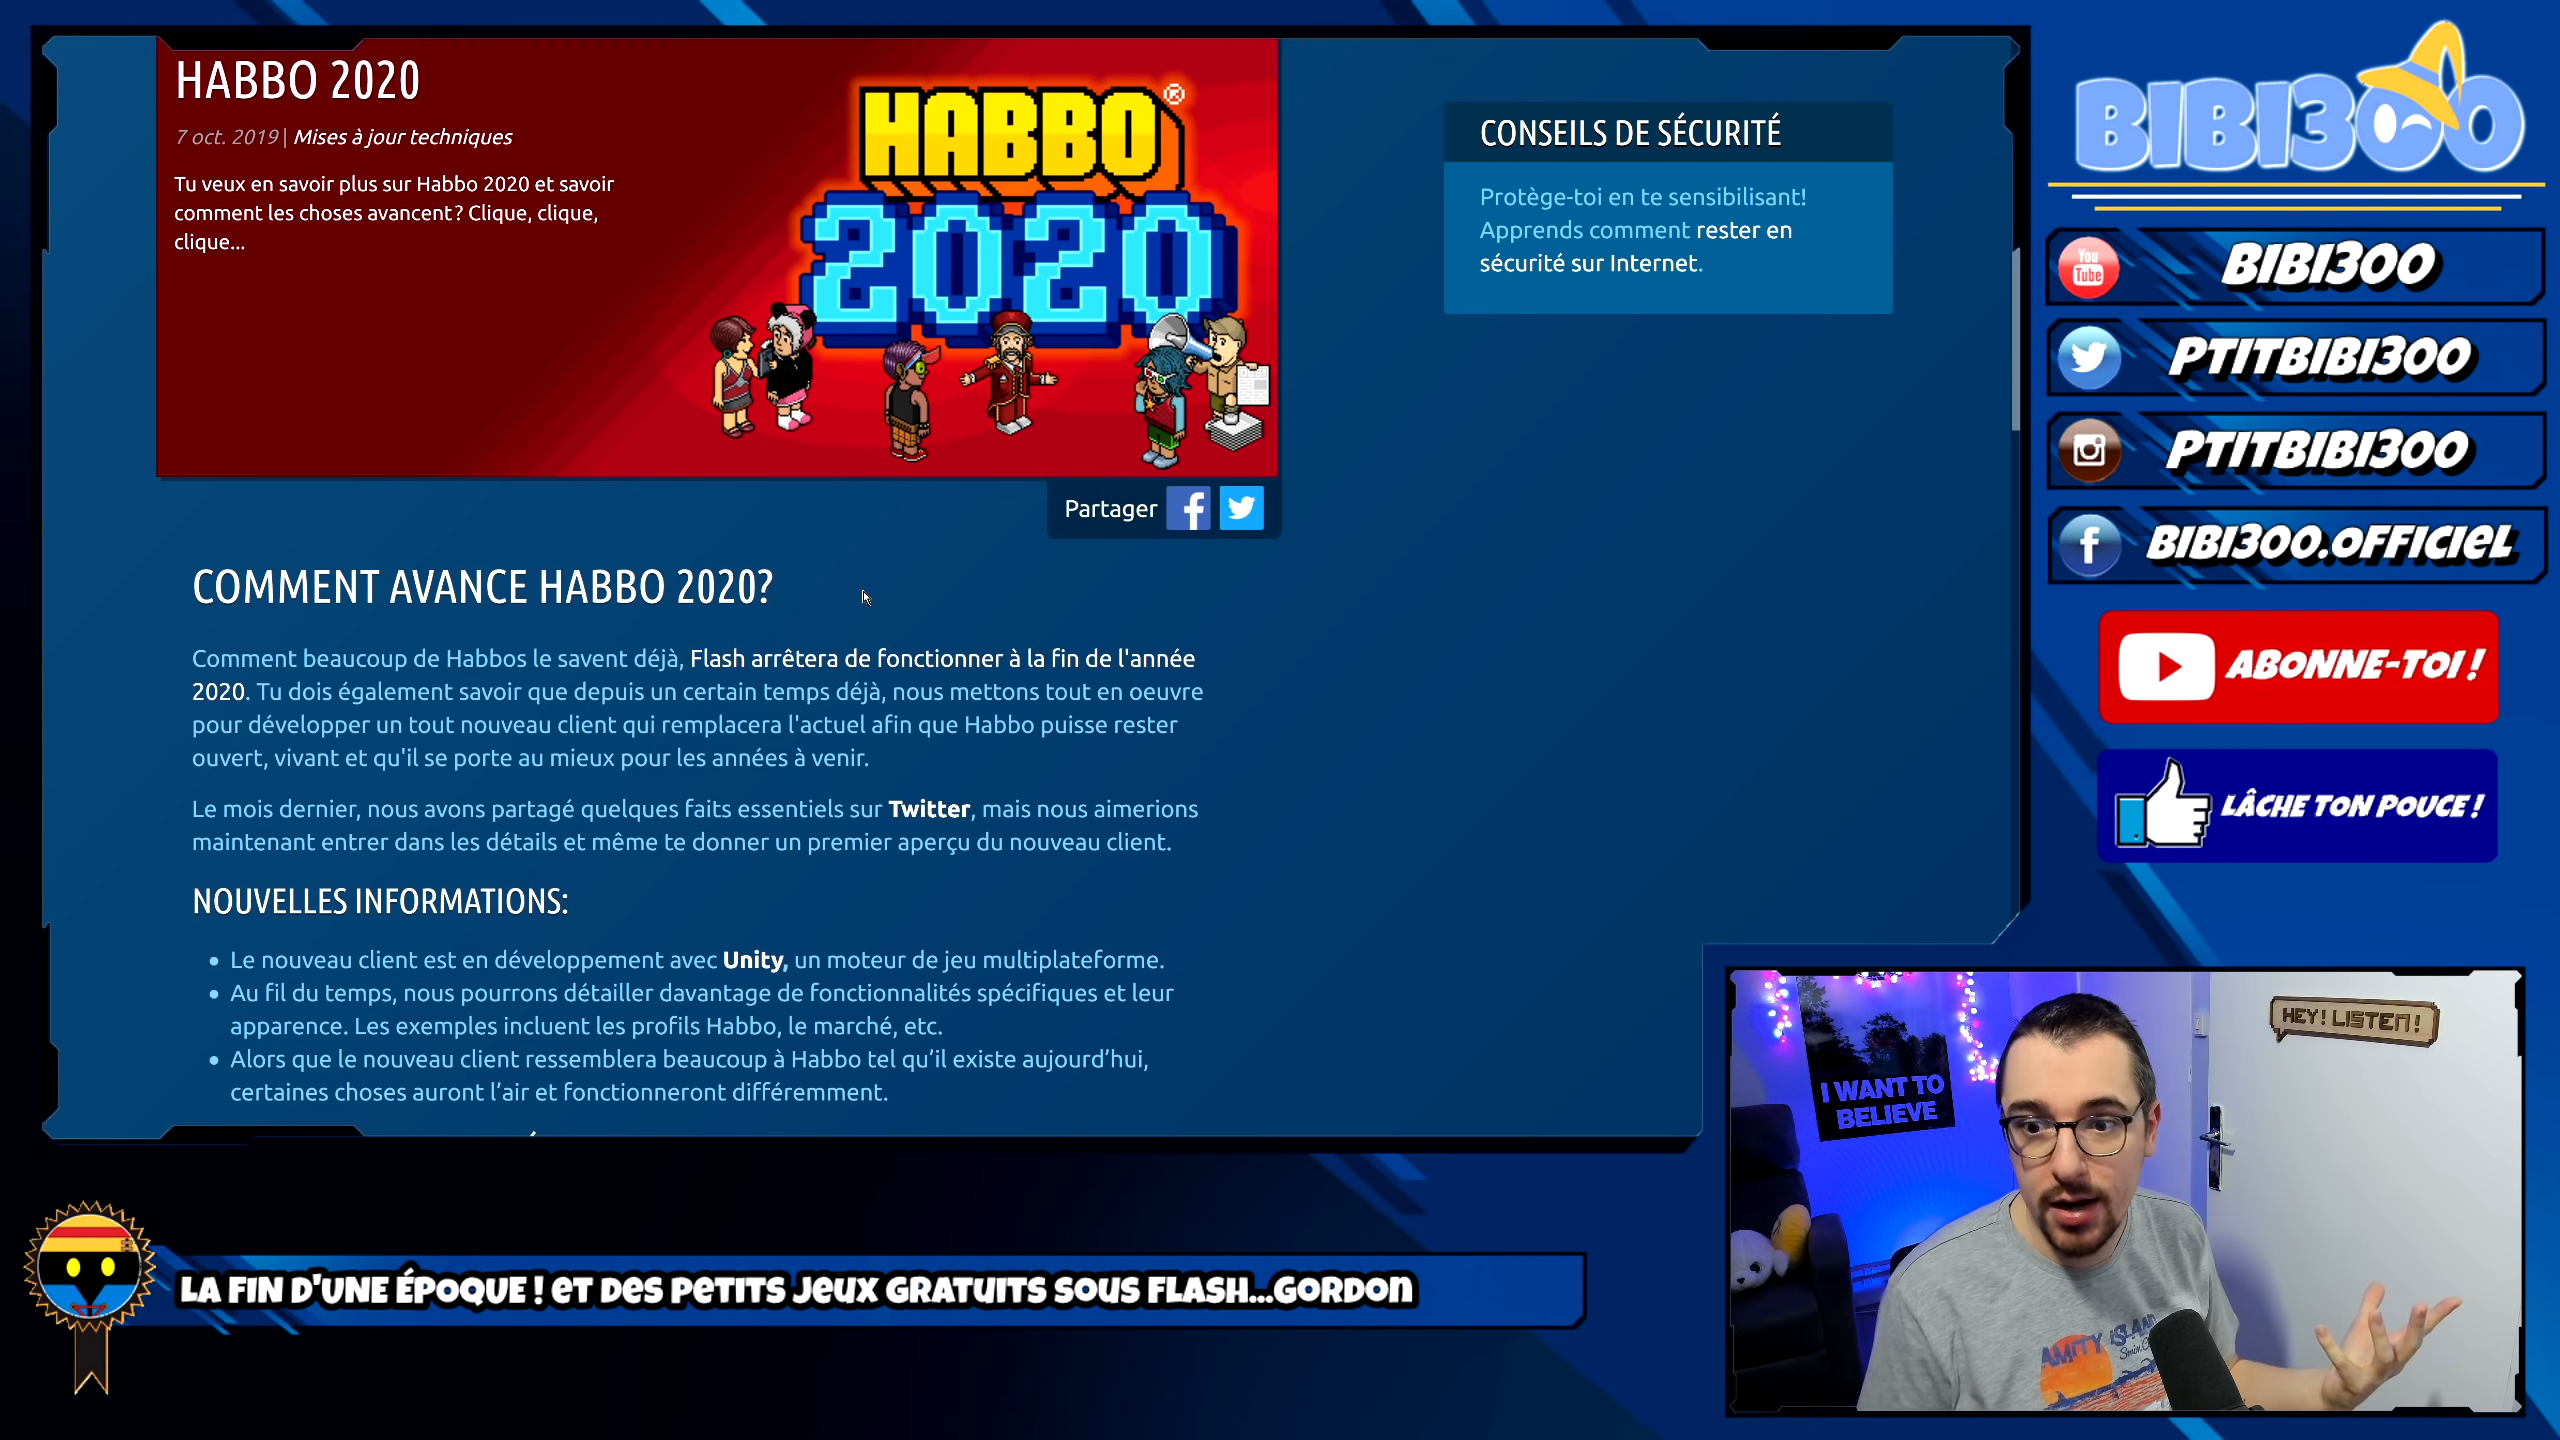 HABBO 2020
7 oct. 2019 | Mises à jour techniques
Tu veux en savoir plus sur Habbo 2020 et savoir
comment les choses avancent? Clique, clique,
clique...
HABBO®
2020
Partager
CONSEILS DE SÉCURITÉ
Protège-toi en te sensibilisant!
Apprends comment rester en
sécurité sur Internet.
COMMENT AVANCE HABBO 2020?
Comment beaucoup de Habbos le savent déjà, Flash arrêtera de fonctionner à la fin de l'année
2020. Tu dois également savoir que depuis un certain temps déjà, nous mettons tout en oeuvre
pour développer un tout nouveau client qui remplacera l'actuel afin que Habbo puisse rester
ouvert, vivant et qu'il se porte au mieux pour les années à venir.
Le mois dernier, nous avons partagé quelques faits essentiels sur Twitter, mais nous aimerions
maintenant entrer dans les détails et même te donner un premier aperçu du nouveau client.
NOUVELLES INFORMATIONS:
• Le nouveau client est en développement avec Unity, un moteur de jeu multiplateforme.
• Au fil du temps, nous pourrons détailler davantage de fonctionnalités spécifiques et leur
apparence. Les exemples incluent les profils Habbo, le marché, etc.
• Alors que le nouveau client ressemblera beaucoup à Habbo tel qu’il existe aujourd’hui,
certaines choses auront l’air et fonctionneront différemment.
BIBI300
You
Tube
BIBI300
PTITBIBI300
PTITBIBI300
BIBI300.OFFICIEL
ABONNE-TOI !
LÂCHE TON POUCE !
HEY! LISTEN!
I WANT TO
BELIEVE
AMITY ISLAND
LA FIN D'UNE ÉPOQUE ! ET DES PETITS JEUX GRATUITS SOUS FLASH...GORDON